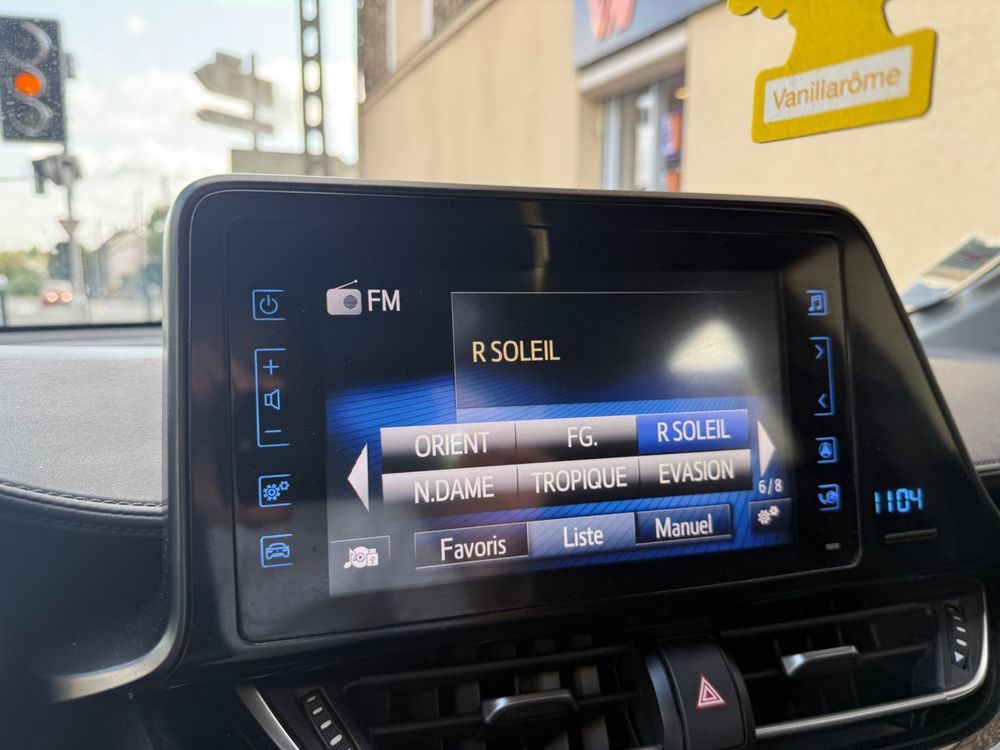 Vanillarôme
FM
R SOLEIL
ORIENT FG. R SOLEIL
N.DAME TROPIQUE EVASION
6/8
Favoris Liste Manuel
1104